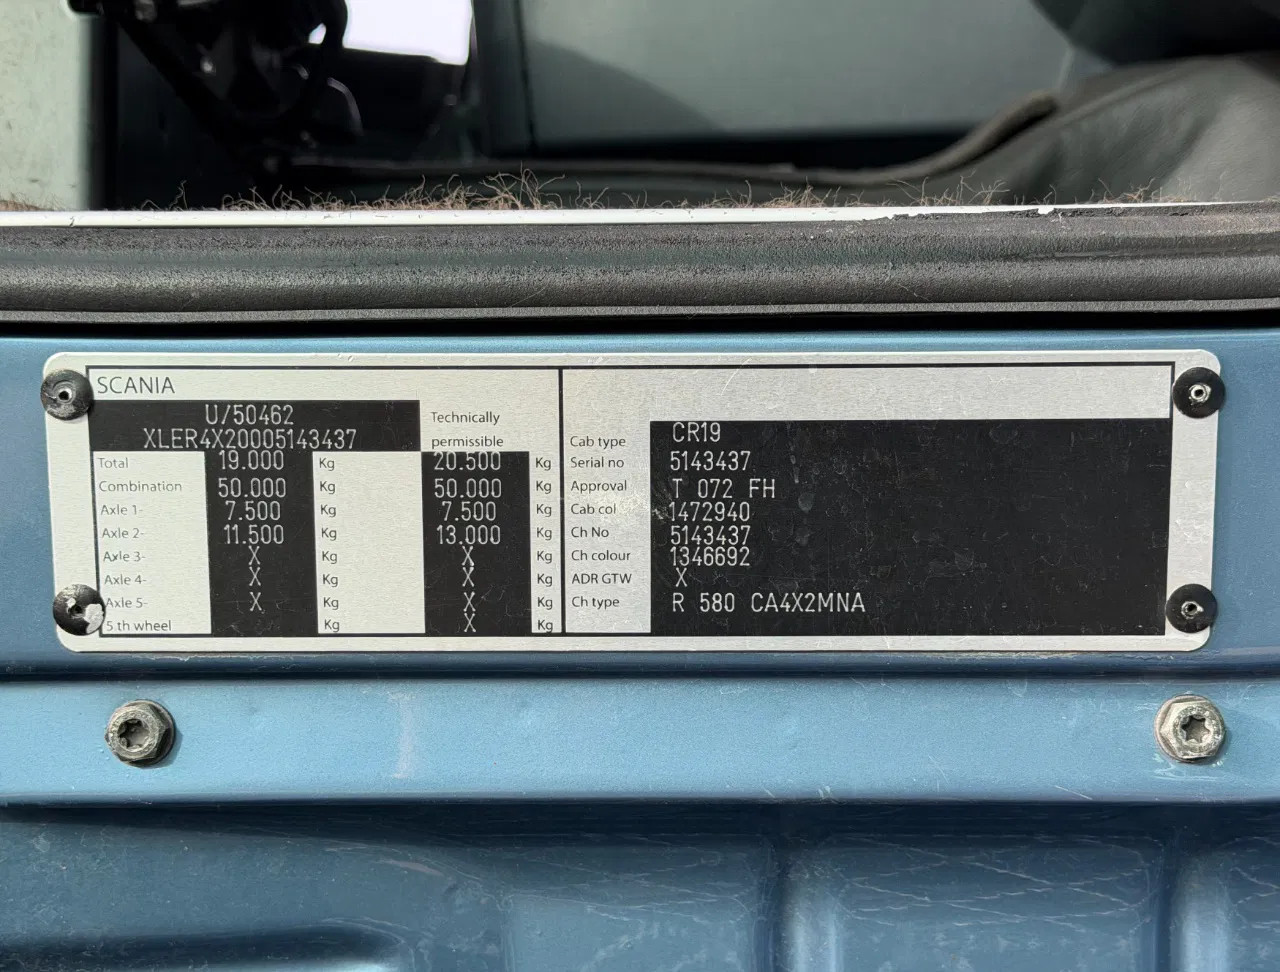 SCANIA
U/50462
XLER4X20005143437
Technically
permissible
Total 19.000 Kg 20.500 Kg
Combination 50.000 Kg 50.000 Kg
Axle 1- 7.500 Kg 7.500 Kg
Axle 2- 11.500 Kg 13.000 Kg
Axle 3- X Kg X Kg
Axle 4- X Kg X Kg
Axle 5- X Kg X Kg
5 th wheel Kg X Kg
Cab type CR19
Serial no 5143437
Approval T 072 FH
Cab col 1472940
Ch No 5143437
Ch colour 1346692
ADR GTW X
Ch type R 580 CA4X2MNA